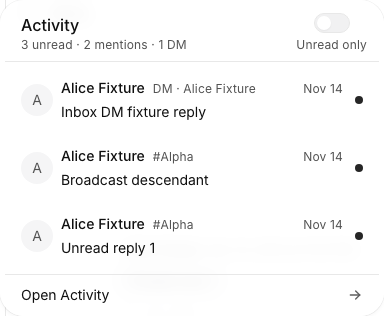 Activity
3 unread · 2 mentions · 1 DM
Unread only
A
Alice Fixture DM · Alice Fixture Nov 14
Inbox DM fixture reply
A
Alice Fixture #Alpha Nov 14
Broadcast descendant
A
Alice Fixture #Alpha Nov 14
Unread reply 1
Open Activity →